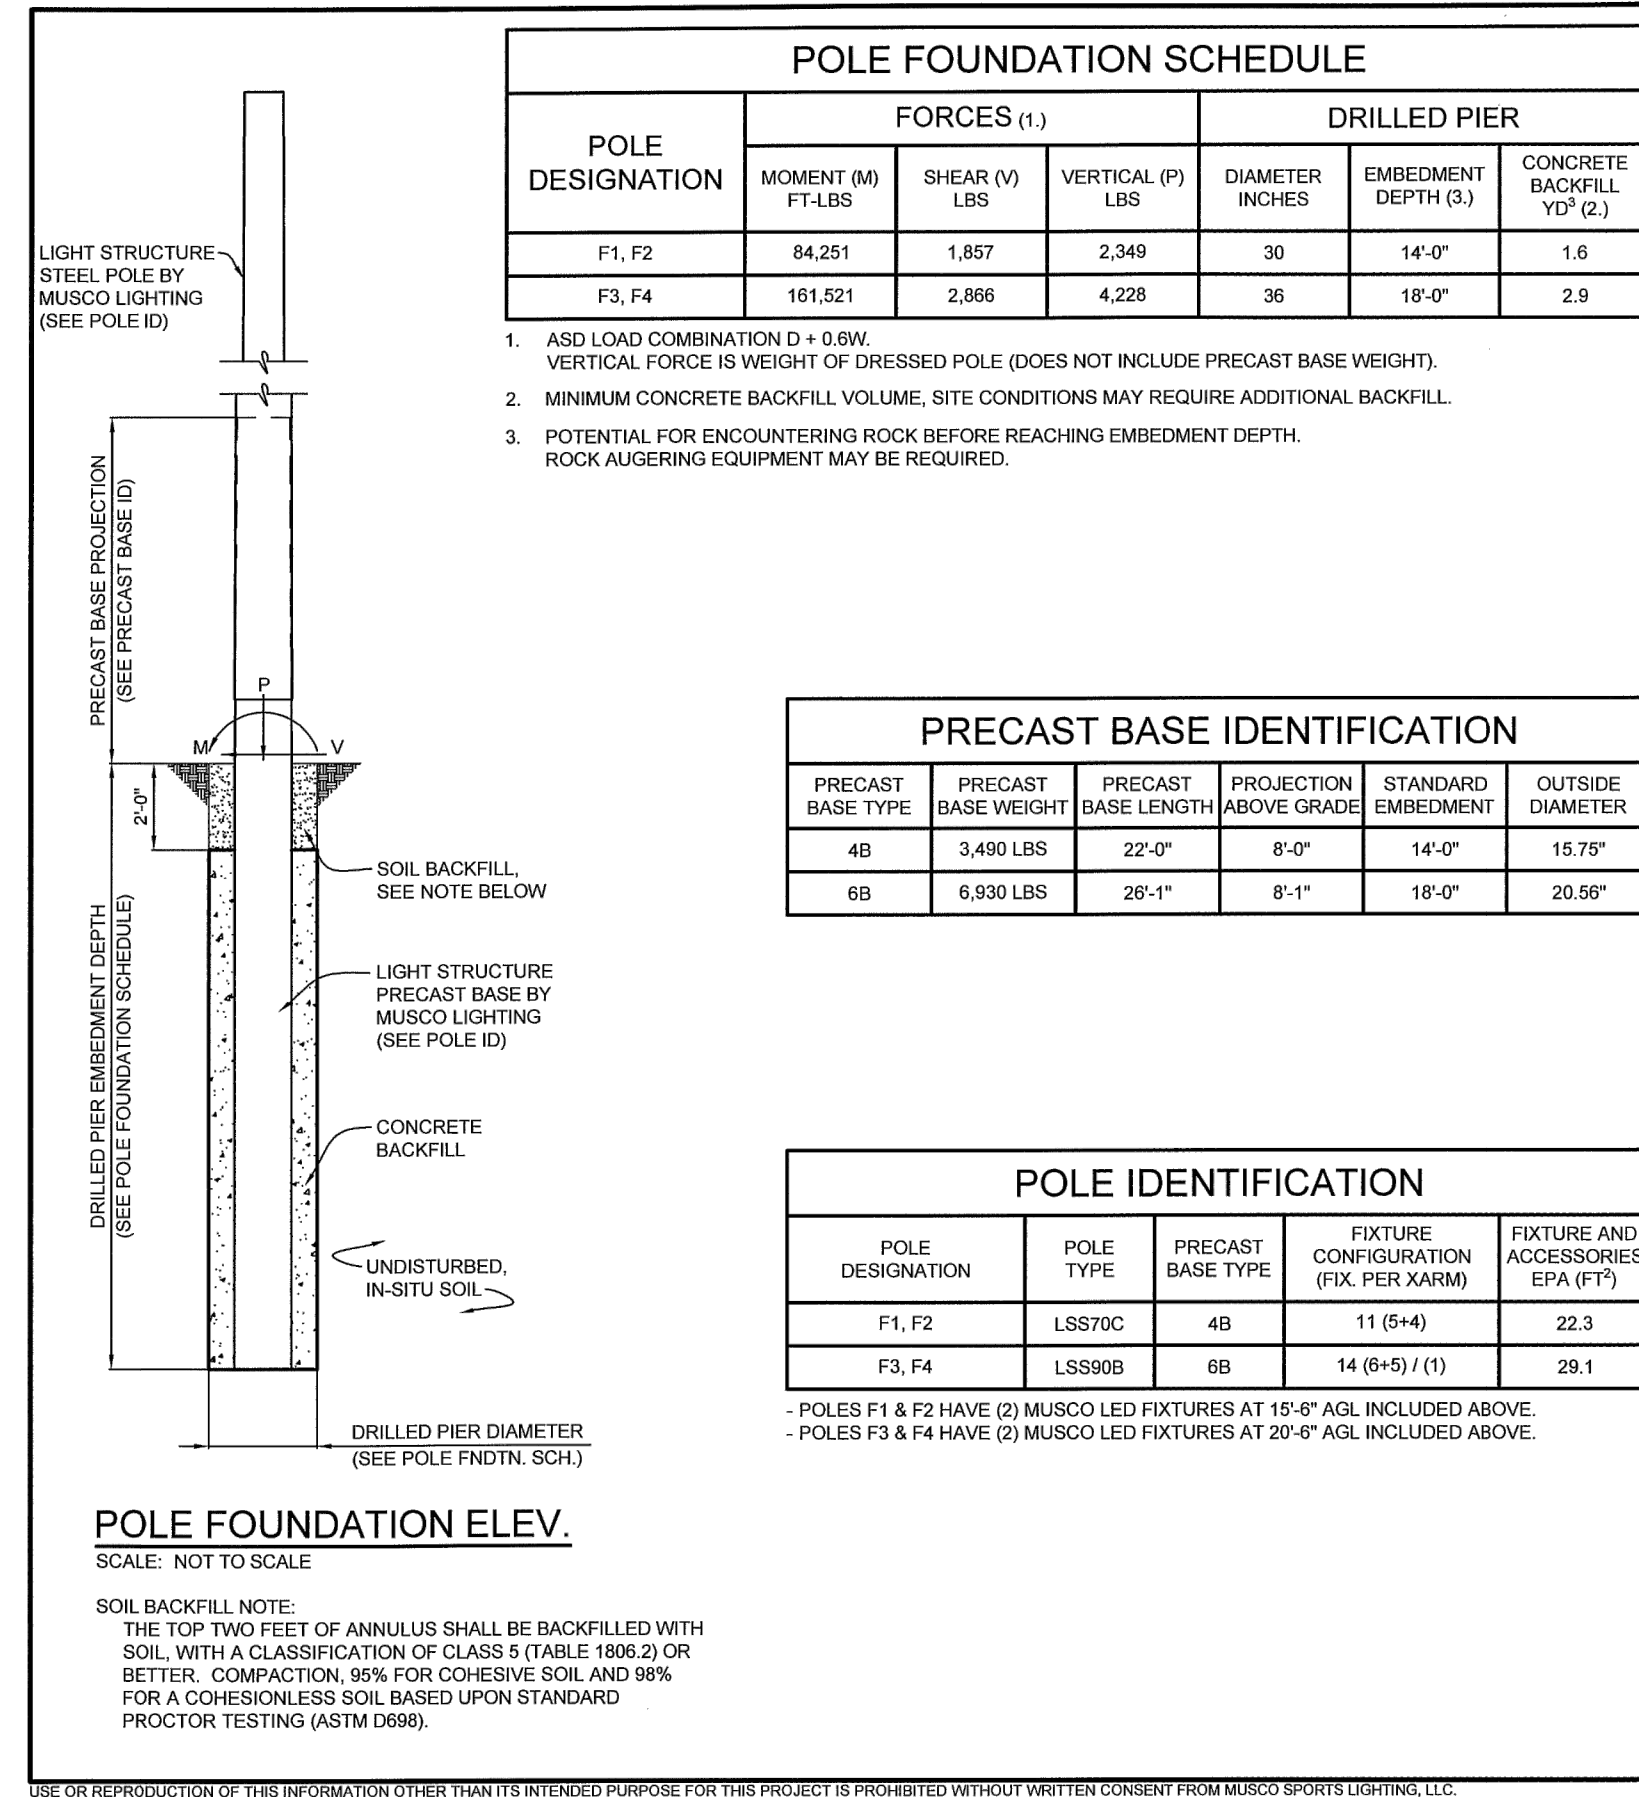 POLE FOUNDATION SCHEDULE
POLE
DESIGNATION
FORCES (1.)
DRILLED PIER
MOMENT (M)
FT-LBS
SHEAR (V)
LBS
VERTICAL (P)
LBS
DIAMETER
INCHES
EMBEDMENT
DEPTH (3.)
CONCRETE
BACKFILL
YD³ (2.)
F1, F2 84,251 1,857 2,349 30 14'-0" 1.6
F3, F4 161,521 2,866 4,228 36 18'-0" 2.9
1. ASD LOAD COMBINATION D + 0.6W.
VERTICAL FORCE IS WEIGHT OF DRESSED POLE (DOES NOT INCLUDE PRECAST BASE WEIGHT).
2. MINIMUM CONCRETE BACKFILL VOLUME, SITE CONDITIONS MAY REQUIRE ADDITIONAL BACKFILL.
3. POTENTIAL FOR ENCOUNTERING ROCK BEFORE REACHING EMBEDMENT DEPTH.
ROCK AUGERING EQUIPMENT MAY BE REQUIRED.
LIGHT STRUCTURE
STEEL POLE BY
MUSCO LIGHTING
(SEE POLE ID)
PRECAST BASE PROJECTION
(SEE PRECAST BASE ID)
P
M
V
2'-0"
SOIL BACKFILL,
SEE NOTE BELOW
DRILLED PIER EMBEDMENT DEPTH
(SEE POLE FOUNDATION SCHEDULE)
LIGHT STRUCTURE
PRECAST BASE BY
MUSCO LIGHTING
(SEE POLE ID)
CONCRETE
BACKFILL
UNDISTURBED,
IN-SITU SOIL
DRILLED PIER DIAMETER
(SEE POLE FNDTN. SCH.)
PRECAST BASE IDENTIFICATION
PRECAST
BASE TYPE
PRECAST
BASE WEIGHT
PRECAST
BASE LENGTH
PROJECTION
ABOVE GRADE
STANDARD
EMBEDMENT
OUTSIDE
DIAMETER
4B 3,490 LBS 22'-0" 8'-0" 14'-0" 15.75"
6B 6,930 LBS 26'-1" 8'-1" 18'-0" 20.56"
POLE IDENTIFICATION
POLE
DESIGNATION
POLE
TYPE
PRECAST
BASE TYPE
FIXTURE
CONFIGURATION
(FIX. PER XARM)
FIXTURE AND
ACCESSORIES
EPA (FT²)
F1, F2 LSS70C 4B 11 (5+4) 22.3
F3, F4 LSS90B 6B 14 (6+5) / (1) 29.1
- POLES F1 & F2 HAVE (2) MUSCO LED FIXTURES AT 15'-6" AGL INCLUDED ABOVE.
- POLES F3 & F4 HAVE (2) MUSCO LED FIXTURES AT 20'-6" AGL INCLUDED ABOVE.
POLE FOUNDATION ELEV.
SCALE: NOT TO SCALE
SOIL BACKFILL NOTE:
THE TOP TWO FEET OF ANNULUS SHALL BE BACKFILLED WITH
SOIL, WITH A CLASSIFICATION OF CLASS 5 (TABLE 1806.2) OR
BETTER. COMPACTION, 95% FOR COHESIVE SOIL AND 98%
FOR A COHESIONLESS SOIL BASED UPON STANDARD
PROCTOR TESTING (ASTM D698).
USE OR REPRODUCTION OF THIS INFORMATION OTHER THAN ITS INTENDED PURPOSE FOR THIS PROJECT IS PROHIBITED WITHOUT WRITTEN CONSENT FROM MUSCO SPORTS LIGHTING, LLC.